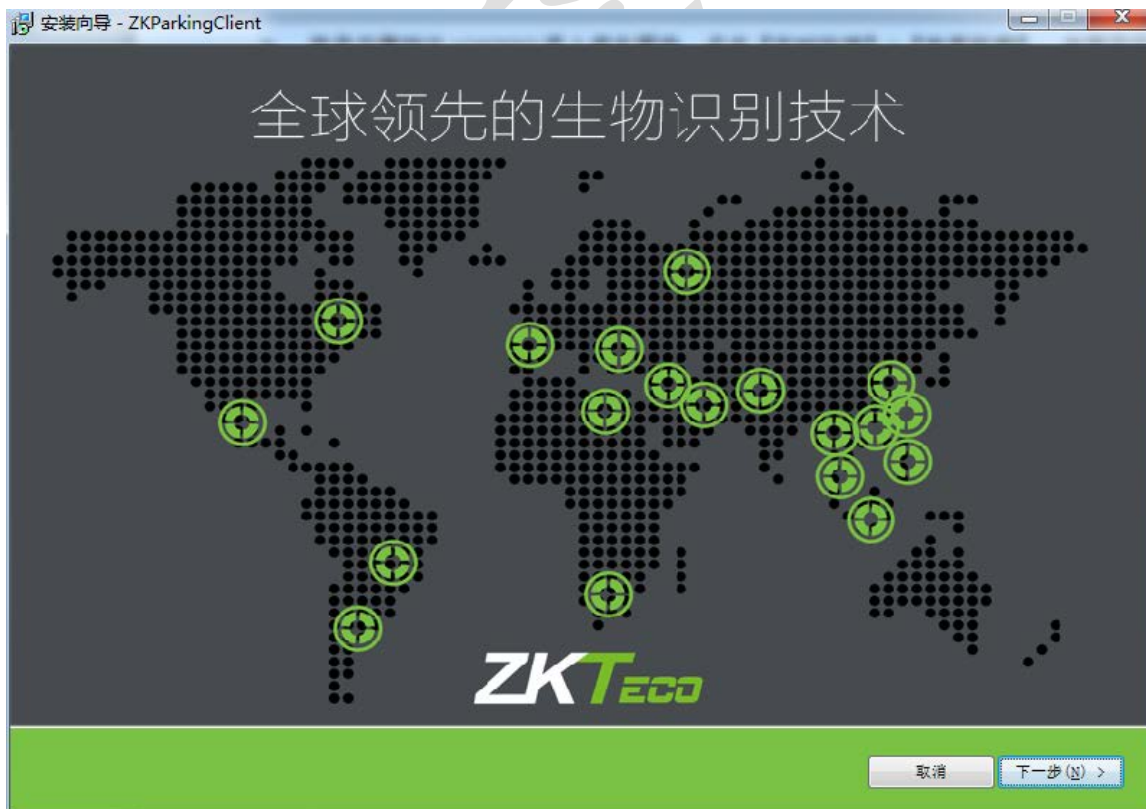 安装向导 - ZKParkingClient
全球领先的生物识别技术
ZKTECO
取消
下一步(N) >